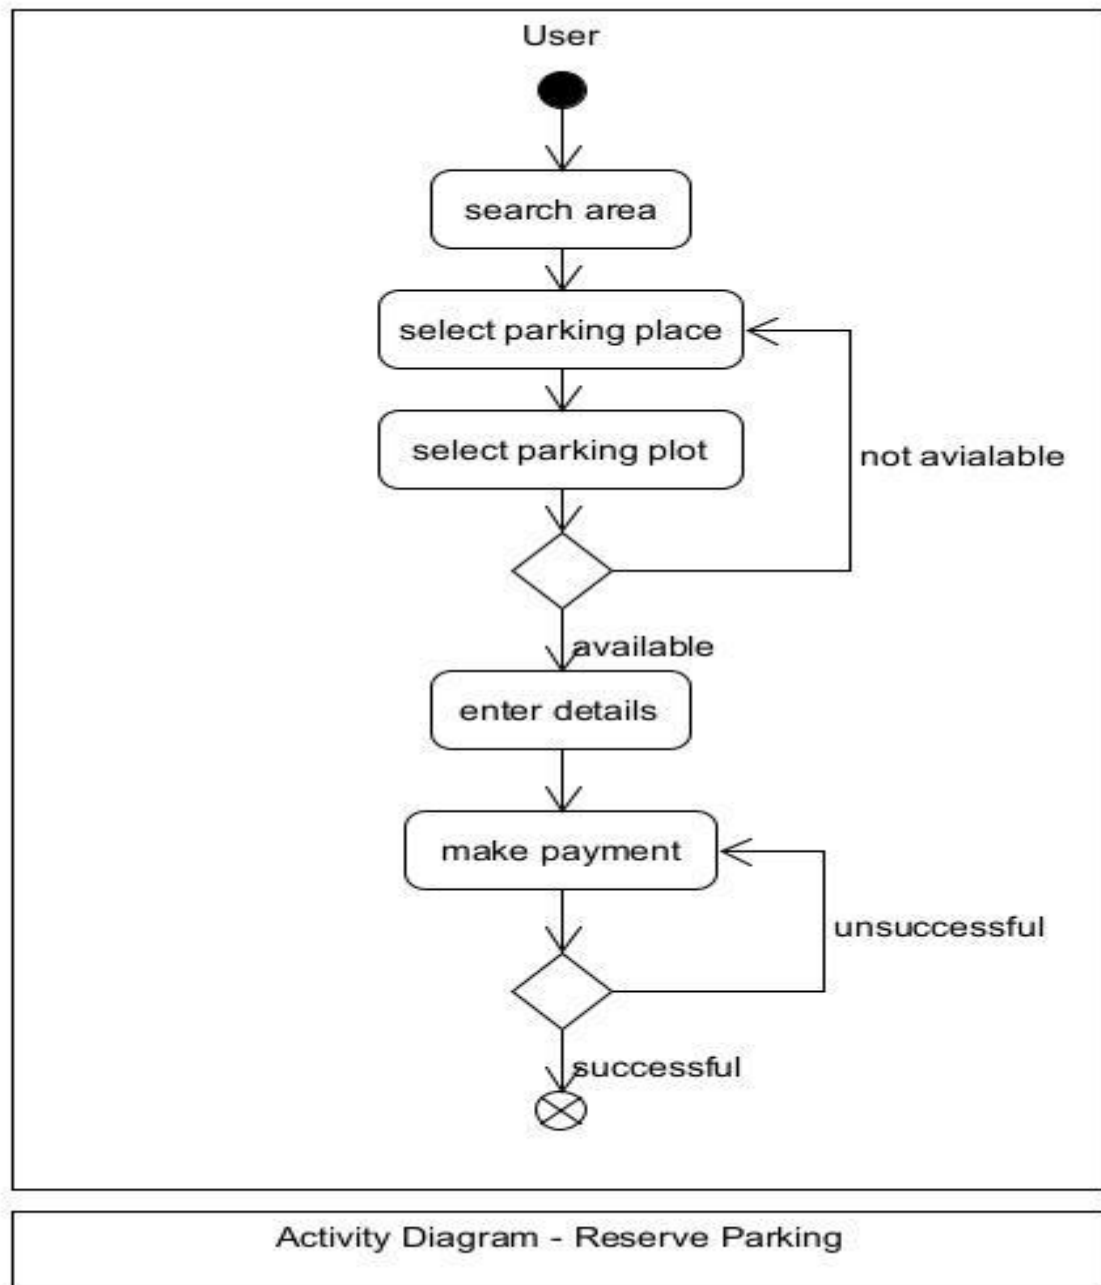 User
search area
select parking place
select parking plot
not avialable
available
enter details
make payment
unsuccessful
successful
Activity Diagram - Reserve Parking